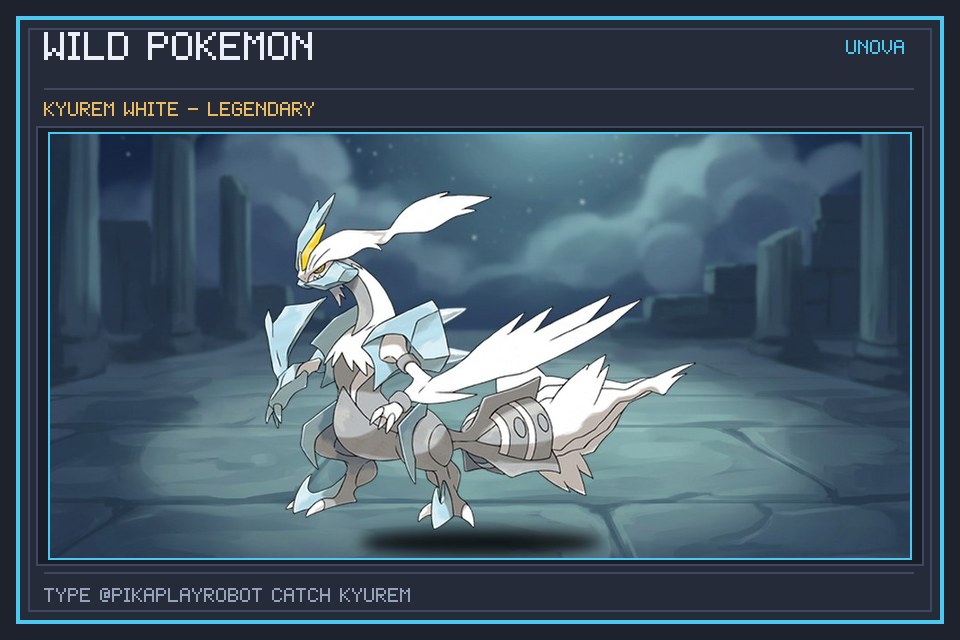 WILD POKEMON
UNOVA
KYUREM WHITE - LEGENDARY
TYPE @PIKAPLAYROBOT CATCH KYUREM